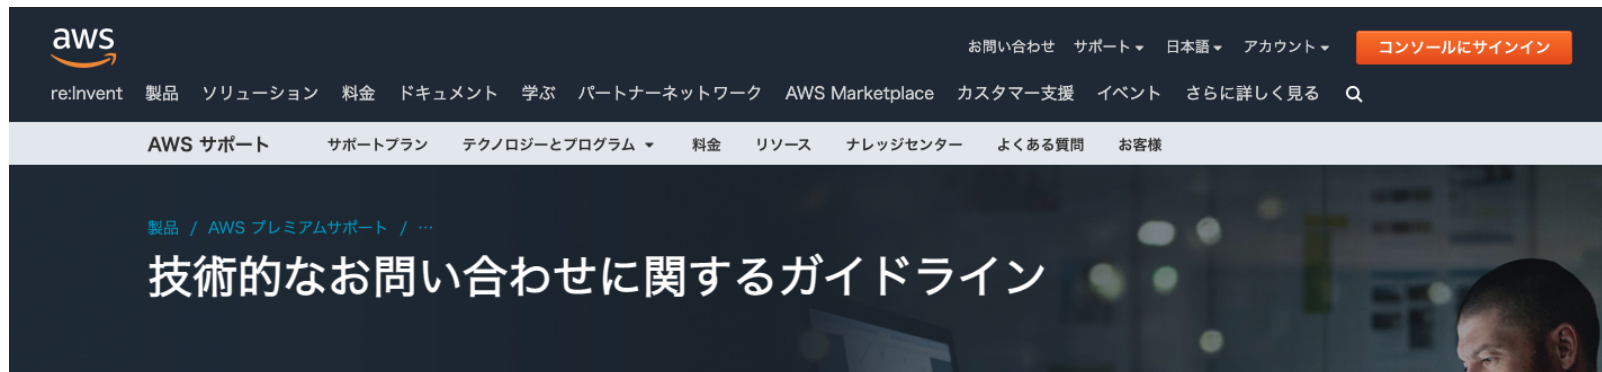 aws
お問い合わせ サポート 日本語 アカウント コンソールにサインイン
re:Invent 製品 ソリューション 料金 ドキュメント 学ぶ パートナーネットワーク AWS Marketplace カスタマー支援 イベント さらに詳しく見る
AWS サポート サポートプラン テクノロジーとプログラム 料金 リソース ナレッジセンター よくある質問 お客様
製品 / AWS プレミアムサポート / …
技術的なお問い合わせに関するガイドライン